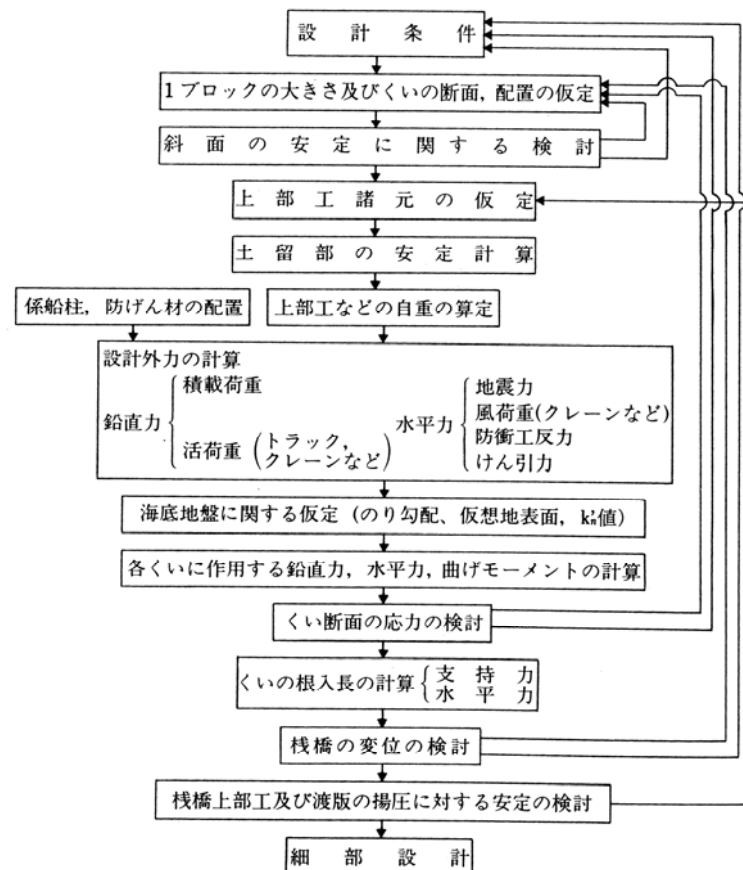 設計条件
1ブロックの大きさ及びくいの断面,配置の仮定
斜面の安定に関する検討
上部工諸元の仮定
土留部の安定計算
係船柱,防げん材の配置
上部工などの自重の算定
設計外力の計算
鉛直力
積載荷重
活荷重(トラック,
クレーンなど)
水平力
地震力
風荷重(クレーンなど)
防衝工反力
けん引力
海底地盤に関する仮定(のり勾配、仮想地表面,値)
各くいに作用する鉛直力,水平力,曲げモーメントの計算
くい断面の応力の検討
くいの根入長の計算
支持力
水平力
桟橋の変位の検討
桟橋上部工及び渡版の揚圧に対する安定の検討
細部設計